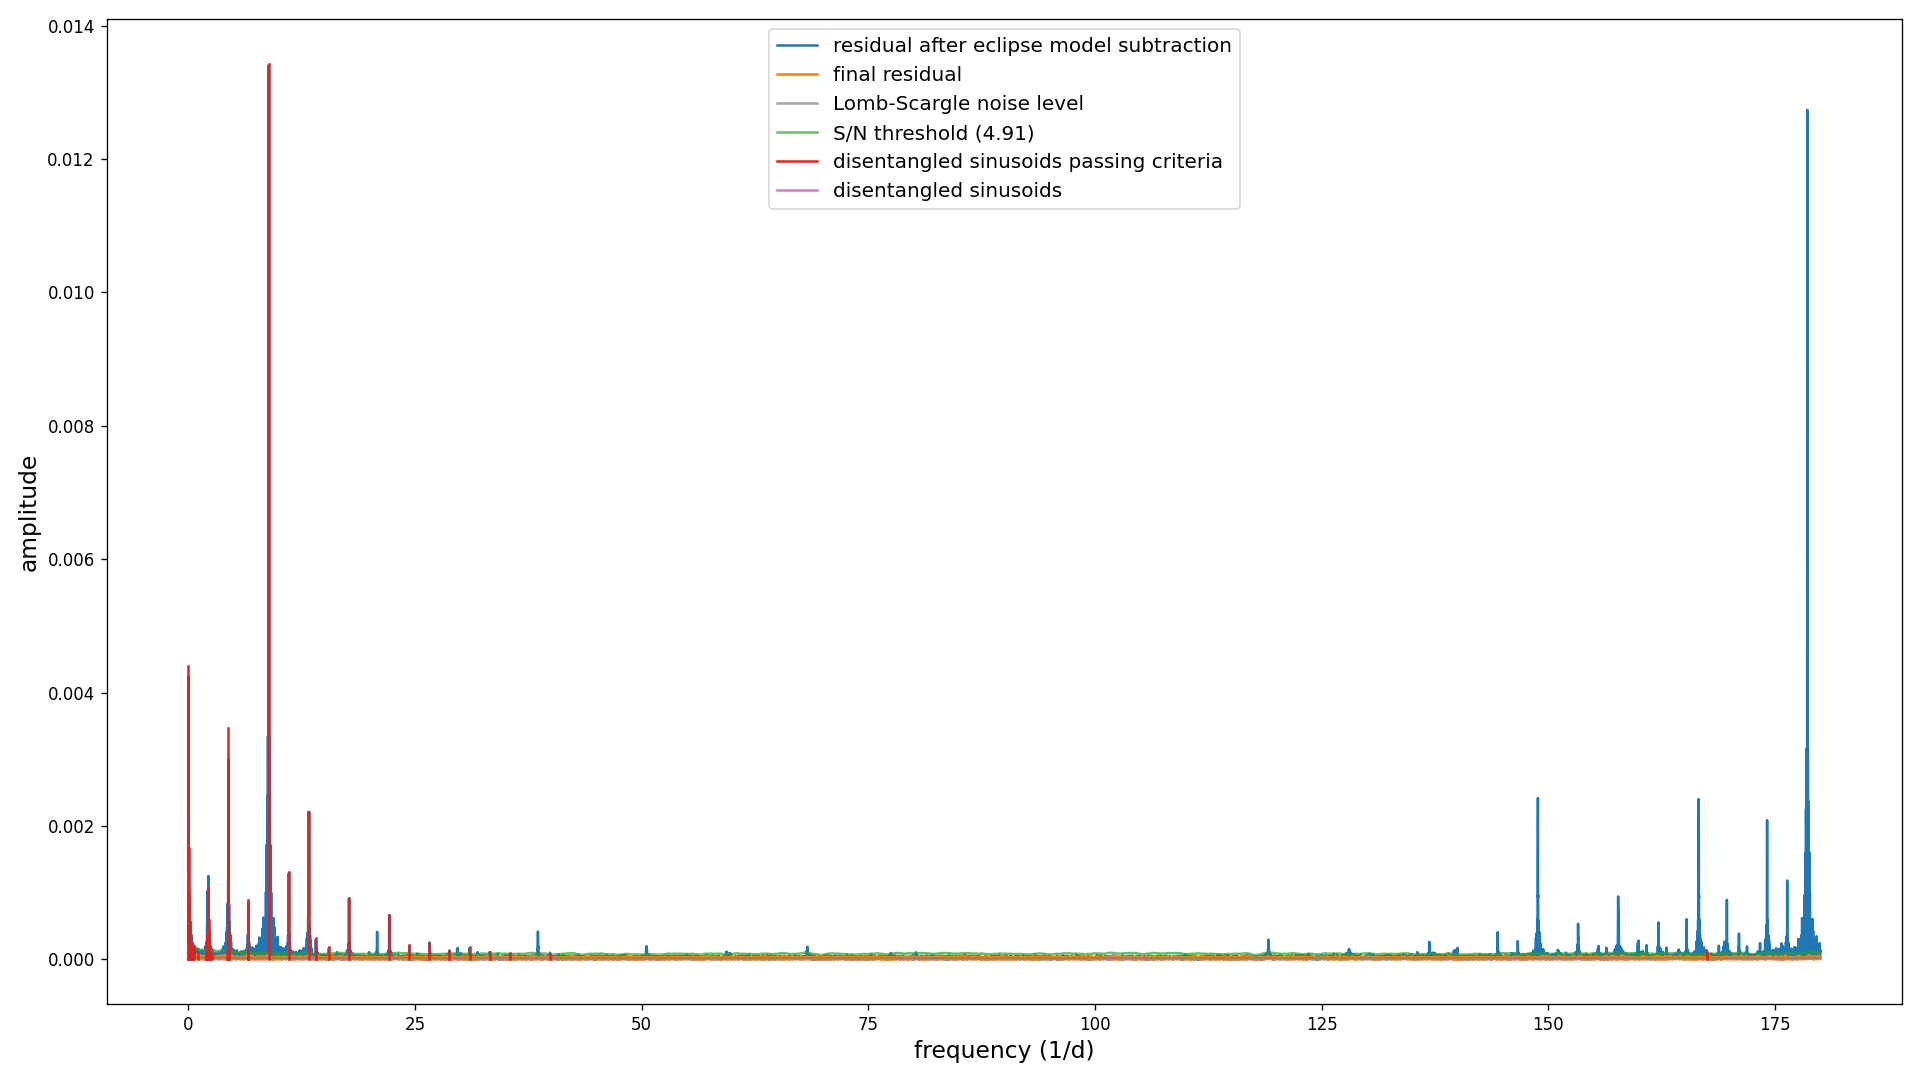 residual after eclipse model subtraction
final residual
Lomb-Scargle noise level
S/N threshold (4.91)
disentangled sinusoids passing criteria
disentangled sinusoids
0.014
0.012
0.010
0.008
0.006
0.004
0.002
0.000
amplitude
0 25 50 75 100 125 150 175
frequency (1/d)